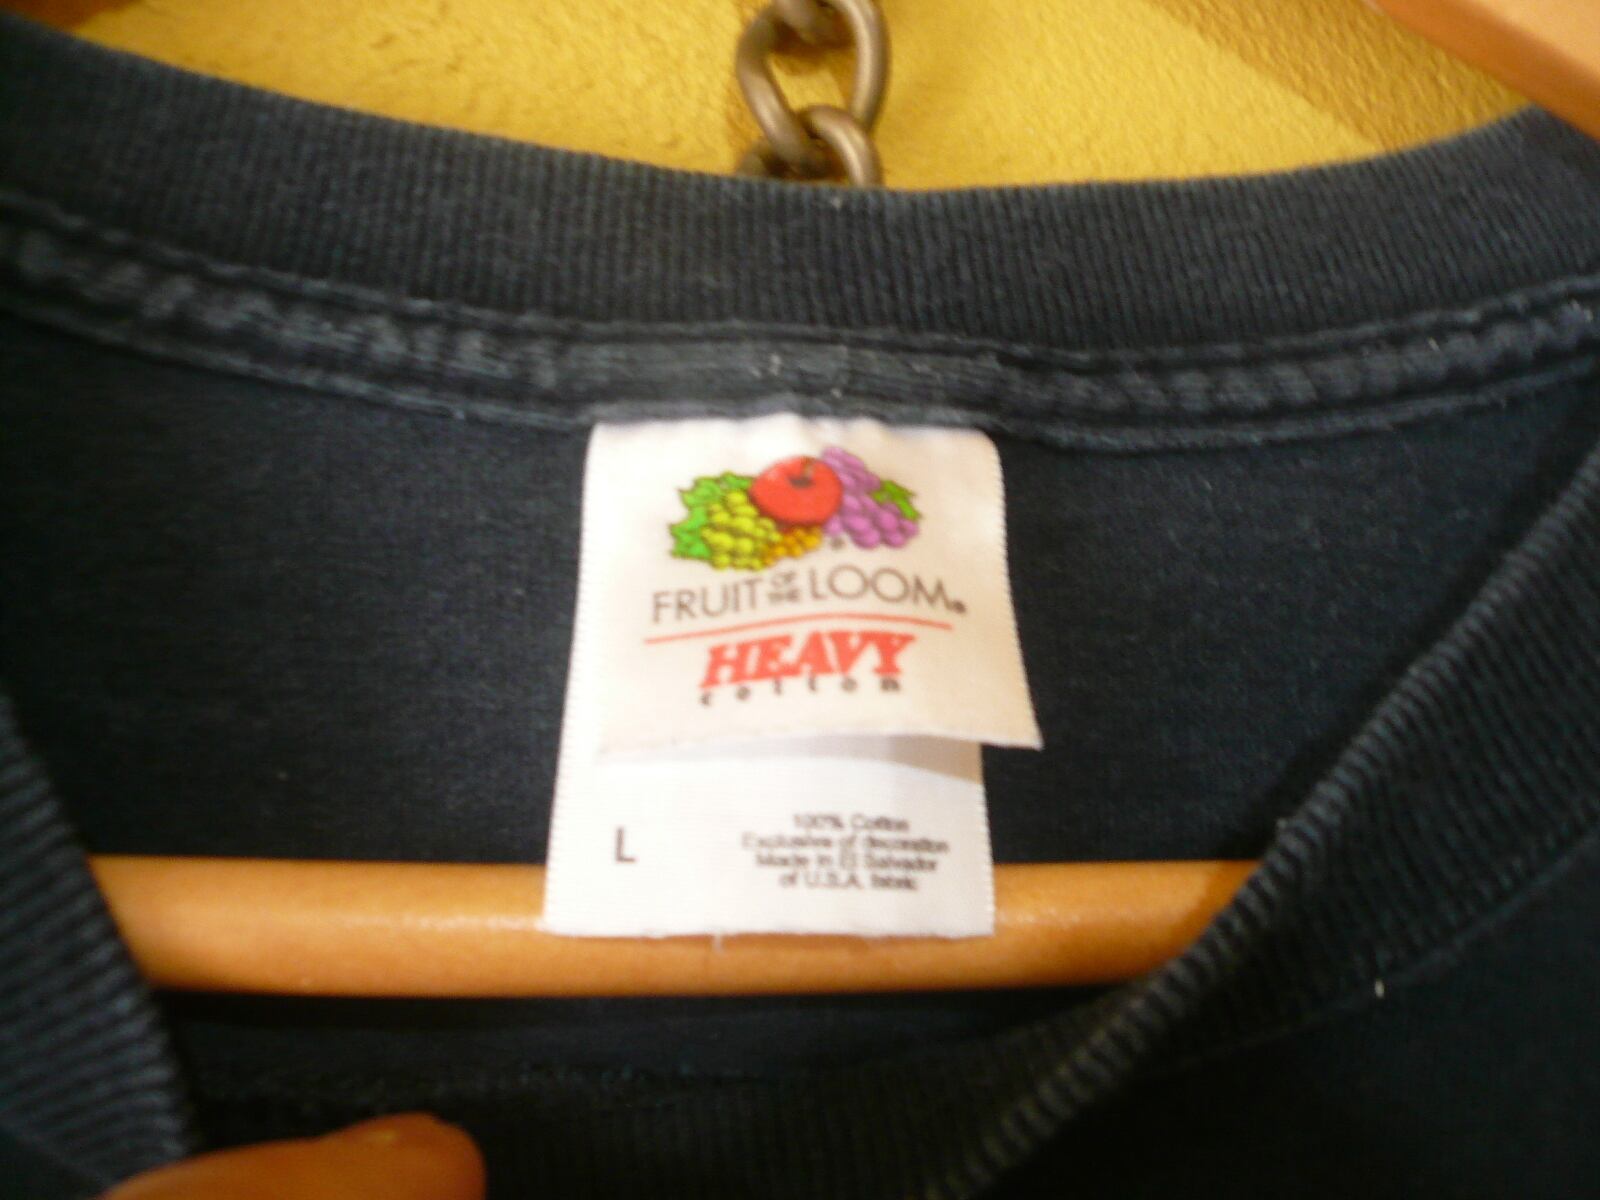 FRUIT OF THE LOOM®
HEAVY
cotton
L
100% Cotton
Exclusive of decoration
Made in El Salvador
of U.S.A. fabric